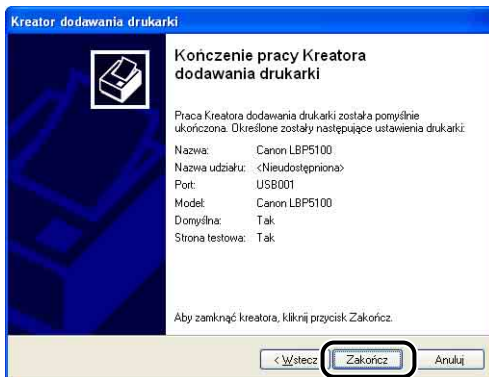 Kreator dodawania drukarki
Kończenie pracy Kreatora
dodawania drukarki
Praca Kreatora dodawania drukarki została pomyślnie
ukończona. Określone zostały następujące ustawienia drukarki:
Nazwa: Canon LBP5100
Nazwa udziału: <Nieudostępniona>
Port: USB001
Model: Canon LBP5100
Domyślna: Tak
Strona testowa: Tak
Aby zamknąć kreatora, kliknij przycisk Zakończ.
< Wstecz Zakończ Anuluj